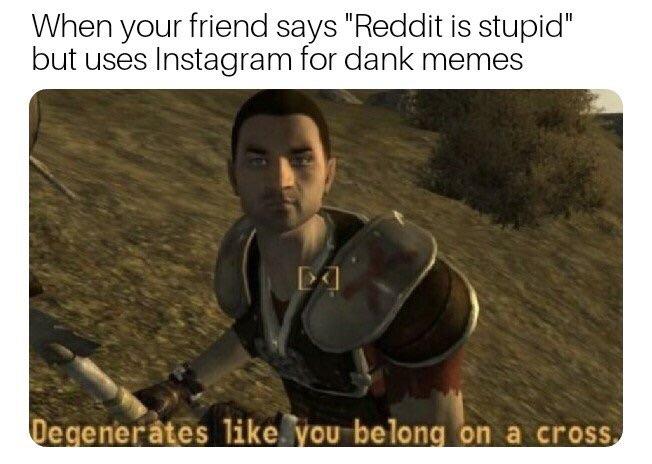 When your friend says "Reddit is stupid"
but uses Instagram for dank memes
Degenerates like you belong on a cross.